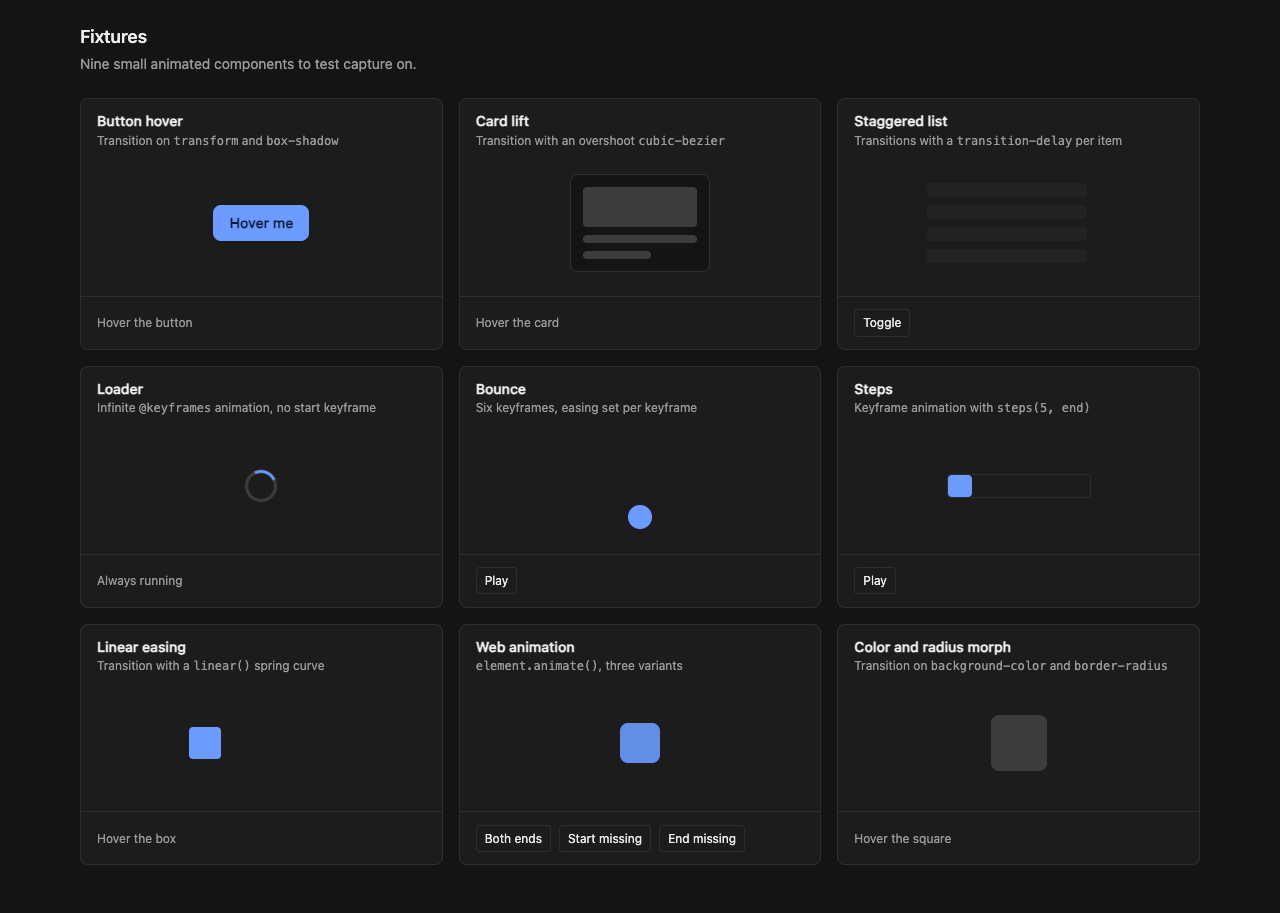 Fixtures
Nine small animated components to test capture on.
Button hover
Transition on transform and box-shadow
Hover me
Hover the button
Card lift
Transition with an overshoot cubic-bezier
Hover the card
Staggered list
Transitions with a transition-delay per item
Toggle
Loader
Infinite @keyframes animation, no start keyframe
Always running
Bounce
Six keyframes, easing set per keyframe
Play
Steps
Keyframe animation with steps(5, end)
Play
Linear easing
Transition with a linear() spring curve
Hover the box
Web animation
element.animate(), three variants
Both ends Start missing End missing
Color and radius morph
Transition on background-color and border-radius
Hover the square